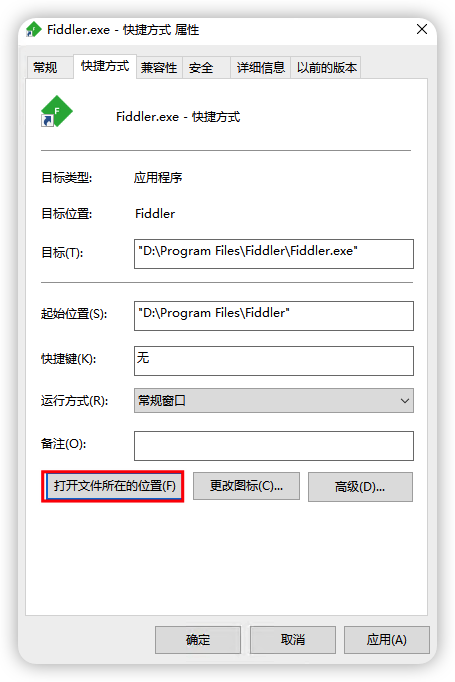 Fiddler.exe - 快捷方式 属性
常规 快捷方式 兼容性 安全 详细信息 以前的版本
F
Fiddler.exe - 快捷方式
目标类型: 应用程序
目标位置: Fiddler
目标(T): "D:\Program Files\Fiddler\Fiddler.exe"
起始位置(S): "D:\Program Files\Fiddler"
快捷键(K): 无
运行方式(R): 常规窗口
备注(O):
打开文件所在的位置(F) 更改图标(C)... 高级(D)...
确定 取消 应用(A)